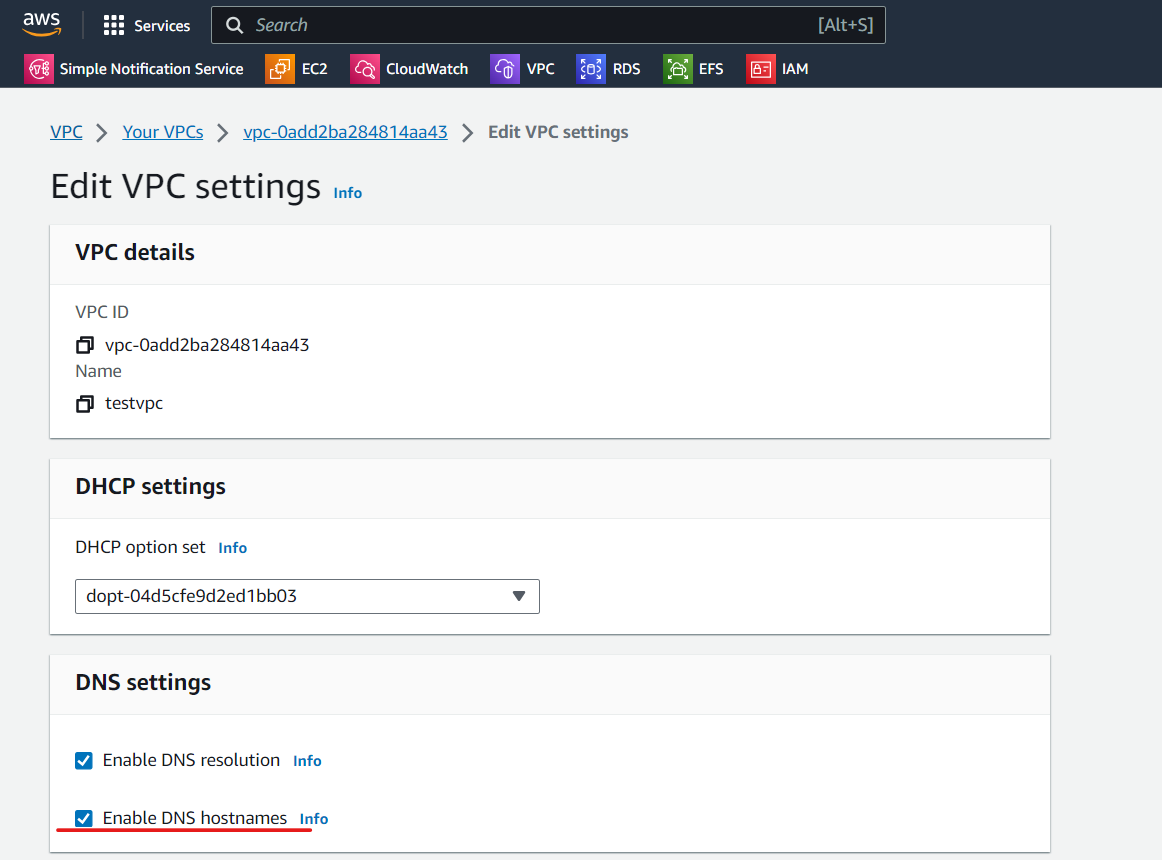 aws Services Search [Alt+S]
Simple Notification Service EC2 CloudWatch VPC RDS EFS IAM
VPC > Your VPCs > vpc-0add2ba284814aa43 > Edit VPC settings
Edit VPC settings Info
VPC details
VPC ID
vpc-0add2ba284814aa43
Name
testvpc
DHCP settings
DHCP option set Info
dopt-04d5cfe9d2ed1bb03
DNS settings
Enable DNS resolution Info
Enable DNS hostnames Info